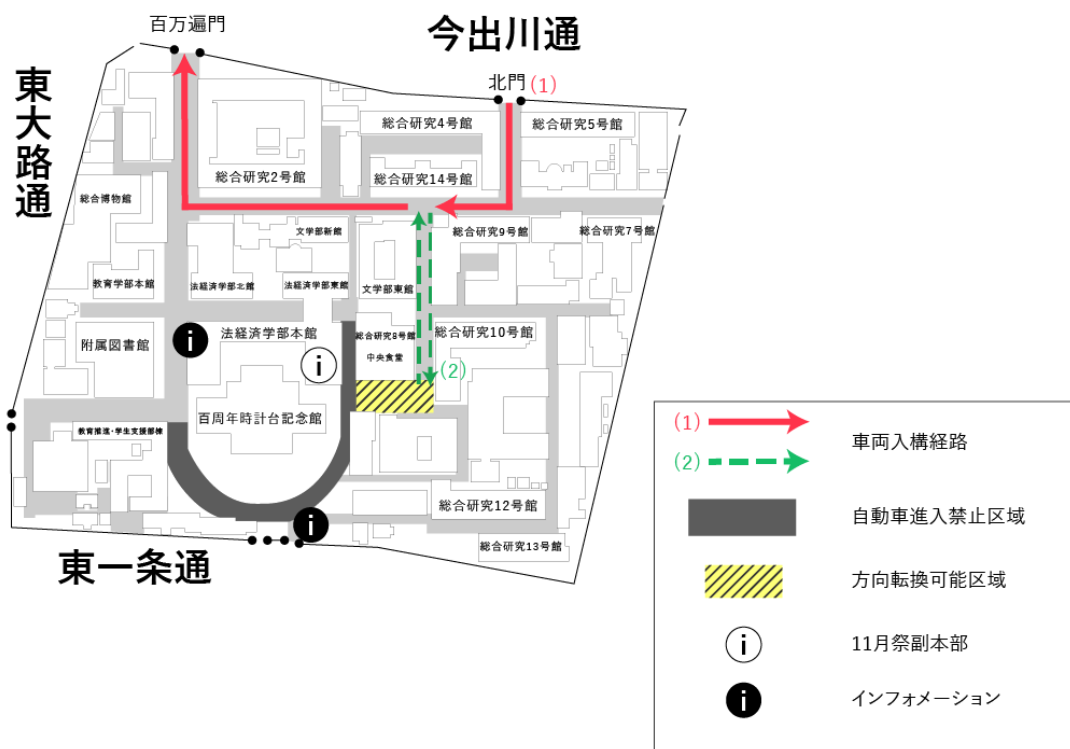 百万遍門
今出川通
東大路通
北門 (1)
総合研究4号館
総合研究5号館
総合研究2号館
総合研究14号館
総合博物館
文学部新館
総合研究9号館
総合研究7号館
教育学部本館
法経済学部北館
法経済学部東館
文学部東館
附属図書館
i
法経済学部本館
i
総合研究8号館
中央食堂
総合研究10号館
(2)
百周年時計台記念館
教育推進・学生支援部棟
総合研究12号館
i
総合研究13号館
東一条通
(1)
(2)
車両入構経路
自動車進入禁止区域
方向転換可能区域
i 11月祭副本部
i インフォメーション